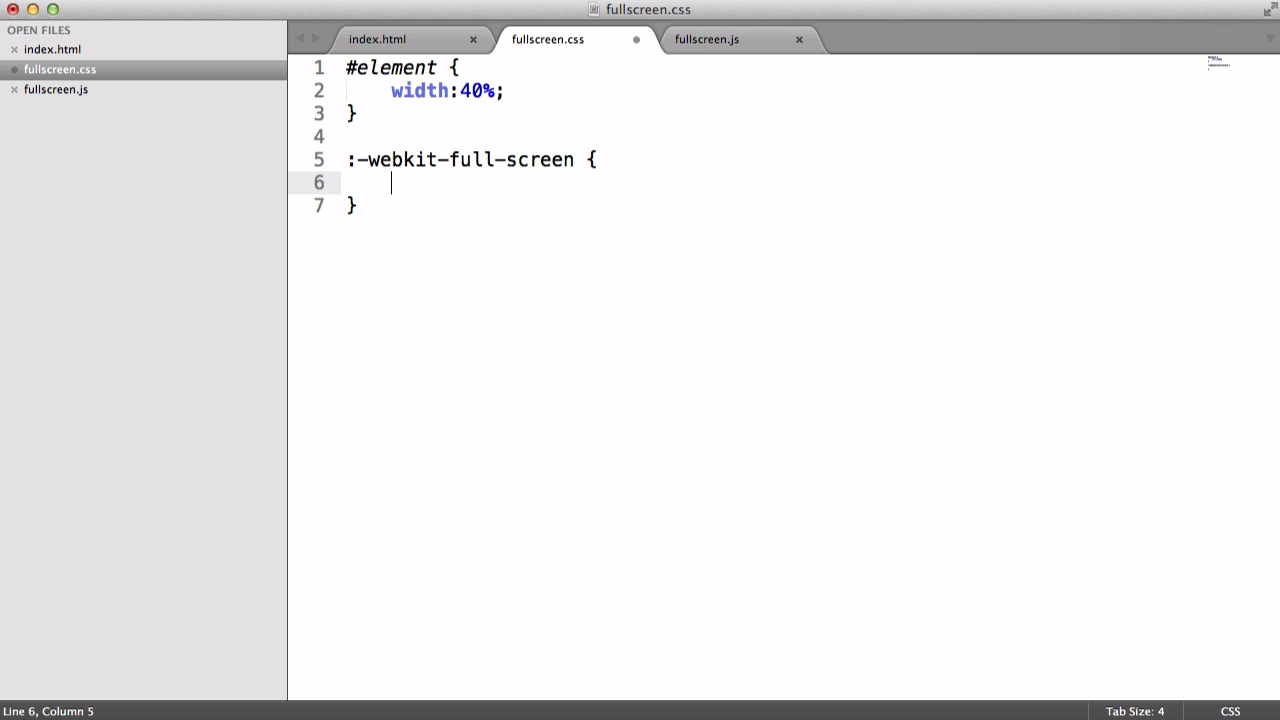 fullscreen.css
OPEN FILES
index.html
fullscreen.css
fullscreen.js
index.html
fullscreen.css
fullscreen.js
1 #element {
2 width:40%;
3 }
4
5 :-webkit-full-screen {
6
7 }
Line 6, Column 5
Tab Size: 4
CSS